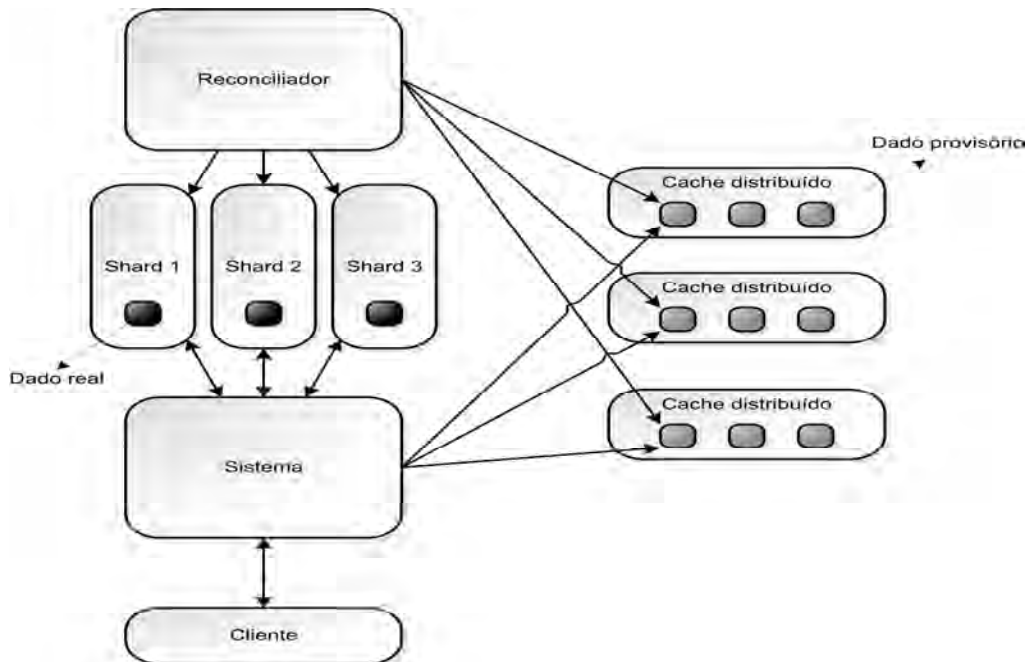 Reconciliador
Dado provisório
Cache distribuído
Shard 1
Shard 2
Shard 3
Cache distribuído
Dado real
Cache distribuído
Sistema
Cliente